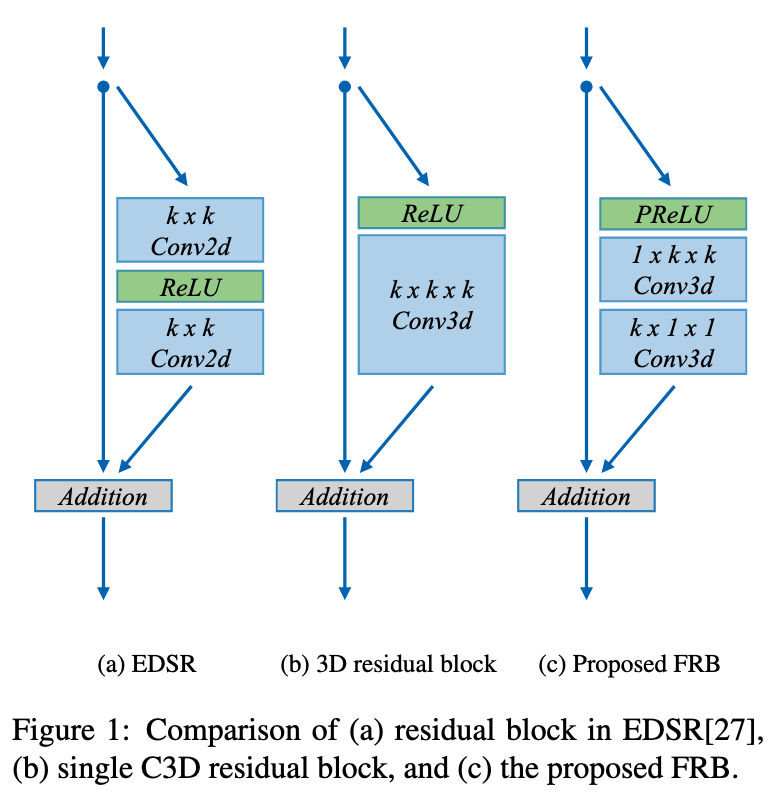 k x k
Conv2d
ReLU
k x k
Conv2d
Addition
(a) EDSR
ReLU
k x k x k
Conv3d
Addition
(b) 3D residual block
PReLU
1 x k x k
Conv3d
k x 1 x 1
Conv3d
Addition
(c) Proposed FRB
Figure 1: Comparison of (a) residual block in EDSR[27],
(b) single C3D residual block, and (c) the proposed FRB.